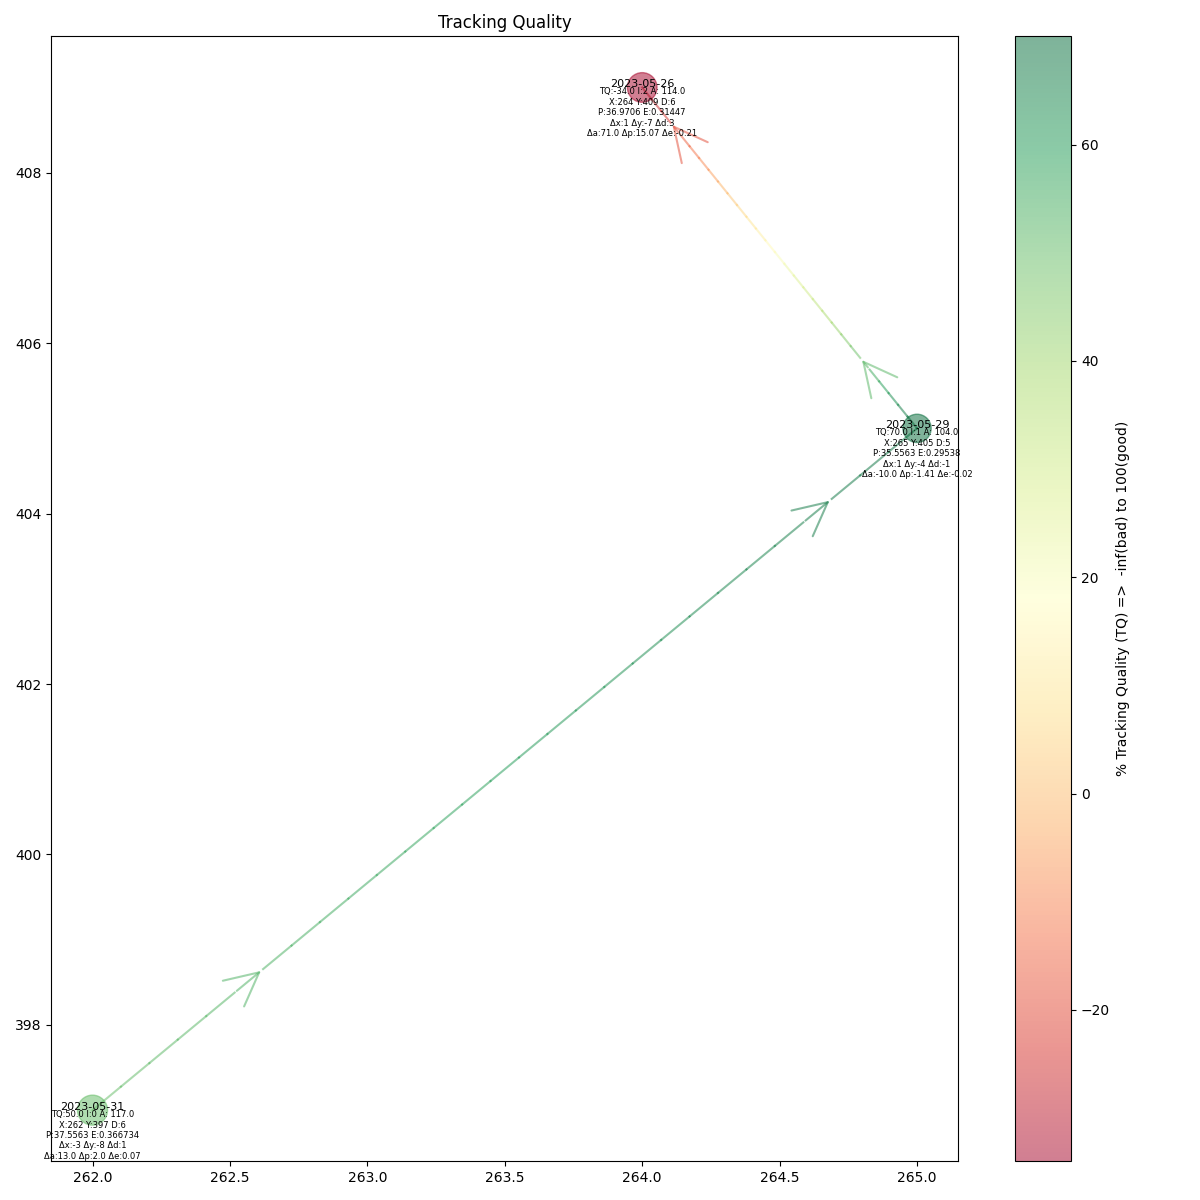 Tracking Quality
2023-05-26
TQ:-34.0 I:2 A: 114.0
X:264 Y:409 D:6
P:36.9706 E:0.31447
Δx:1 Δy:-7 Δd:3
Δa:71.0 Δp:15.07 Δe:-0.21
2023-05-29
TQ:70.0 I:1 A: 104.0
X:265 Y:405 D:5
P:35.5563 E:0.29538
Δx:1 Δy:-4 Δd:-1
Δa:-10.0 Δp:-1.41 Δe:-0.02
2023-05-31
TQ:50.0 I:0 A: 117.0
X:262 Y:397 D:6
P:37.5563 E:0.366734
Δx:-3 Δy:-8 Δd:1
Δa:13.0 Δp:2.0 Δe:0.07
408
406
404
402
400
398
262.0
262.5
263.0
263.5
264.0
264.5
265.0
60
40
20
0
−20
% Tracking Quality (TQ) => -inf(bad) to 100(good)